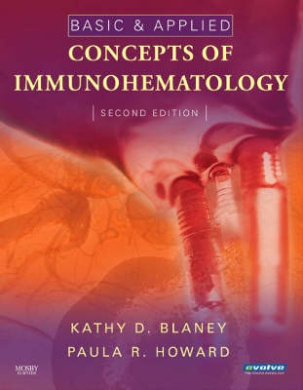 BASIC & APPLIED
CONCEPTS OF
IMMUNOHEMATOLOGY
SECOND EDITION
KATHY D. BLANEY
PAULA R. HOWARD
MOSBY
ELSEVIER
evolve